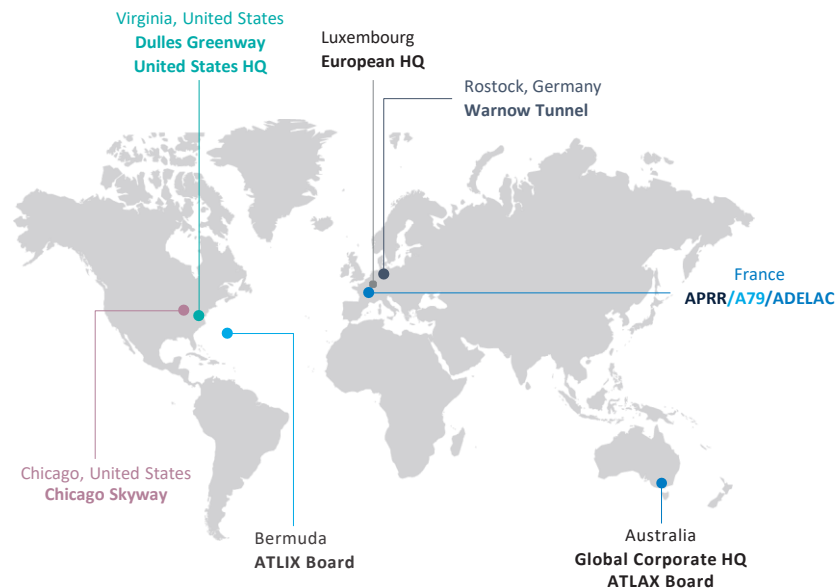 Virginia, United States
Dulles Greenway
United States HQ
Luxembourg
European HQ
Rostock, Germany
Warnow Tunnel
France
APRR/A79/ADELAC
Chicago, United States
Chicago Skyway
Bermuda
ATLIX Board
Australia
Global Corporate HQ
ATLAX Board